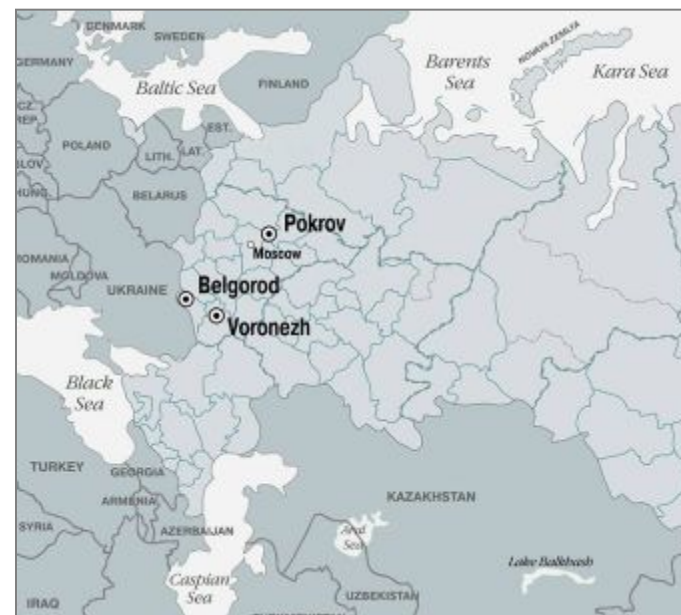 DENMARK
SWEDEN
NOVAYA ZEMLYA
GERMANY
Barents
Sea
Kara Sea
Baltic Sea
FINLAND
CZ.
REP.
EST.
POLAND
LITH.
LAT.
SLOV.
HUNG.
BELARUS
Pokrov
Moscow
ROMANIA
MOLDOVA
UKRAINE
Belgorod
Voronezh
Black
Sea
TURKEY
GEORGIA
ARMENIA
KAZAKHSTAN
SYRIA
AZERBAIJAN
Aral
Sea
Lake Balkhash
Caspian
Sea
IRAQ
UZBEKISTAN